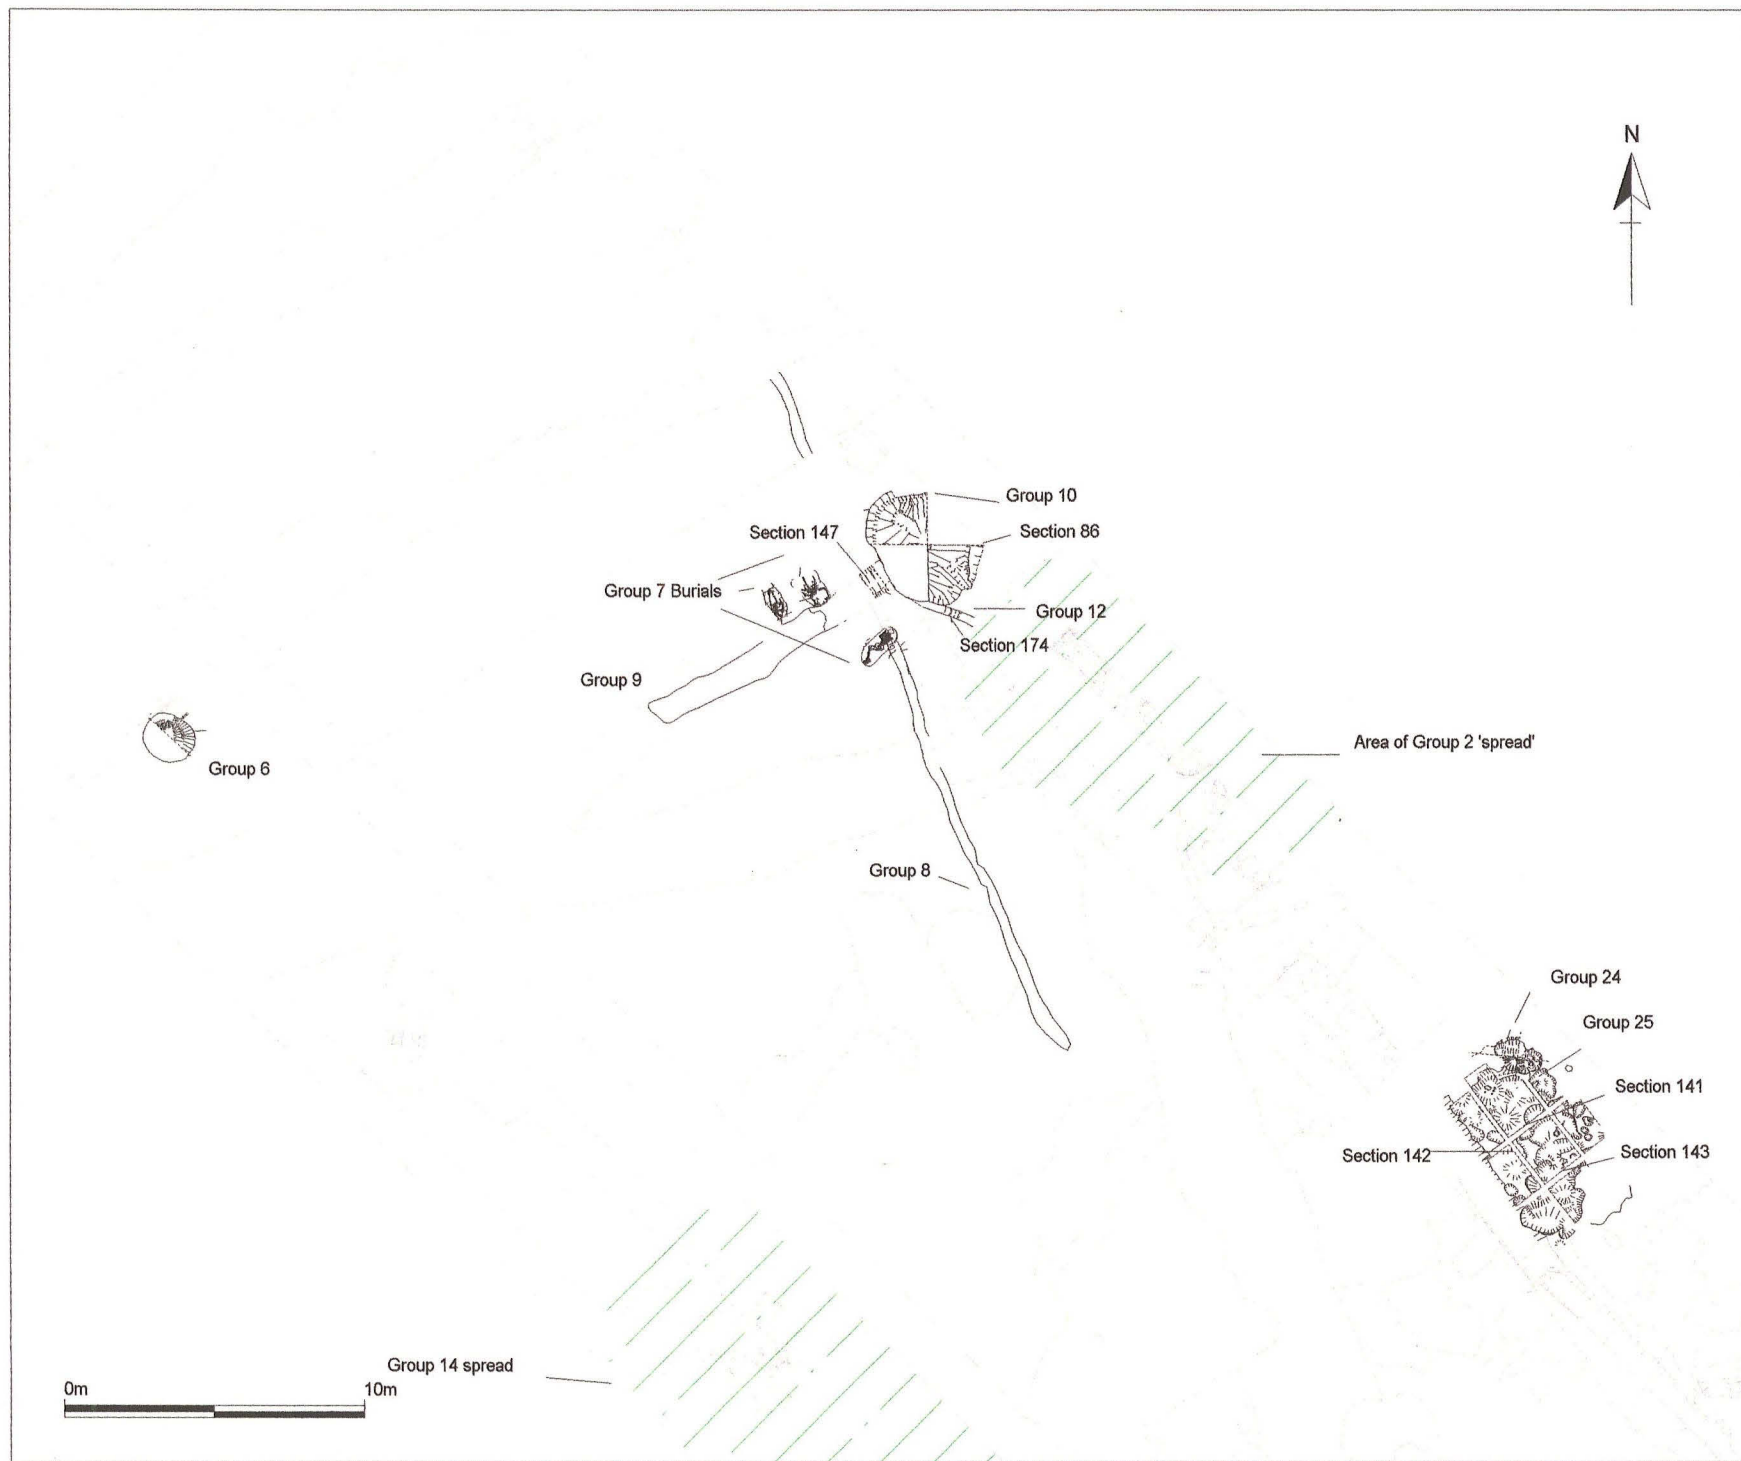 N
Group 10
Section 147
Section 86
Group 7 Burials
Group 12
Section 174
Group 9
Area of Group 2 'spread'
Group 6
Group 8
Group 24
Group 25
Section 141
Section 142
Section 143
Group 14 spread
0m
10m